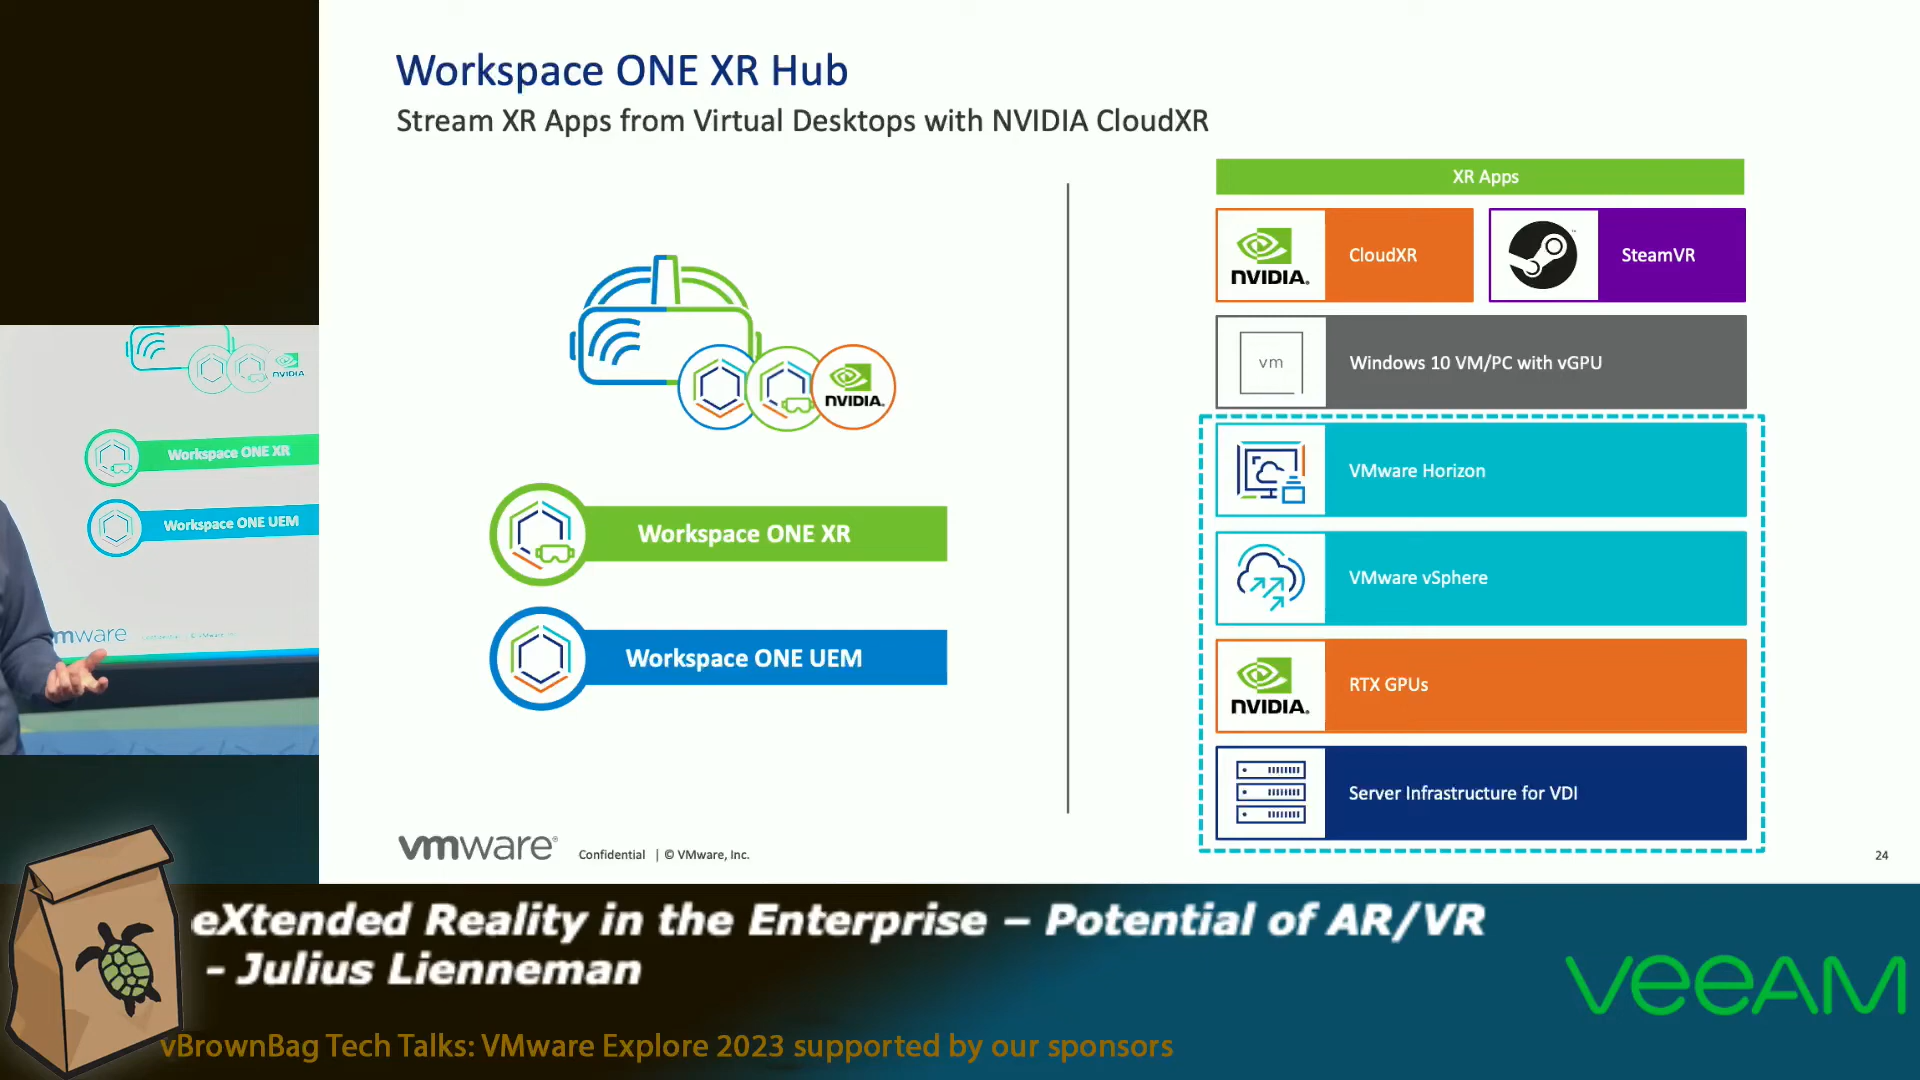 Workspace ONE XR Hub
Stream XR Apps from Virtual Desktops with NVIDIA CloudXR
XR Apps
NVIDIA.
CloudXR
SteamVR
vm
Windows 10 VM/PC with vGPU
NVIDIA.
VMware Horizon
Workspace ONE XR
VMware vSphere
Workspace ONE UEM
NVIDIA.
RTX GPUs
Server Infrastructure for VDI
vmware®
Confidential | © VMware, Inc.
24
NVIDIA
Workspace ONE XR
Workspace ONE UEM
mware
eXtended Reality in the Enterprise – Potential of AR/VR
- Julius Lienneman
veeAM
vBrownBag Tech Talks: VMware Explore 2023 supported by our sponsors